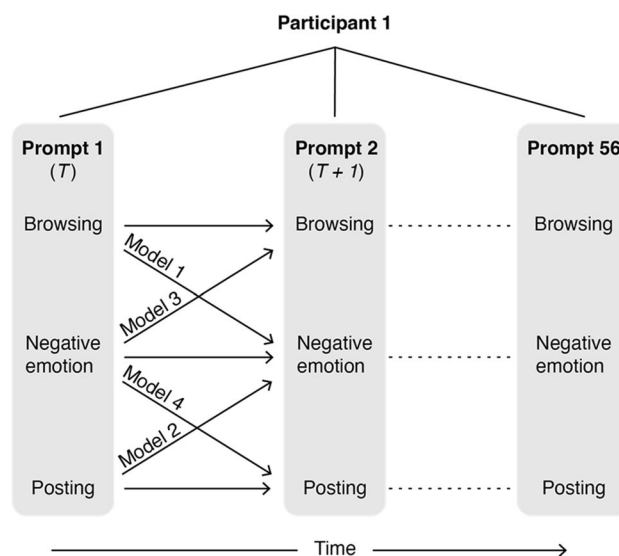 Participant 1
Prompt 1
(T)
Browsing
Negative
emotion
Posting
Model 1
Model 3
Model 4
Model 2
Prompt 2
(T + 1)
Browsing
Negative
emotion
Posting
Prompt 56
Browsing
Negative
emotion
Posting
Time